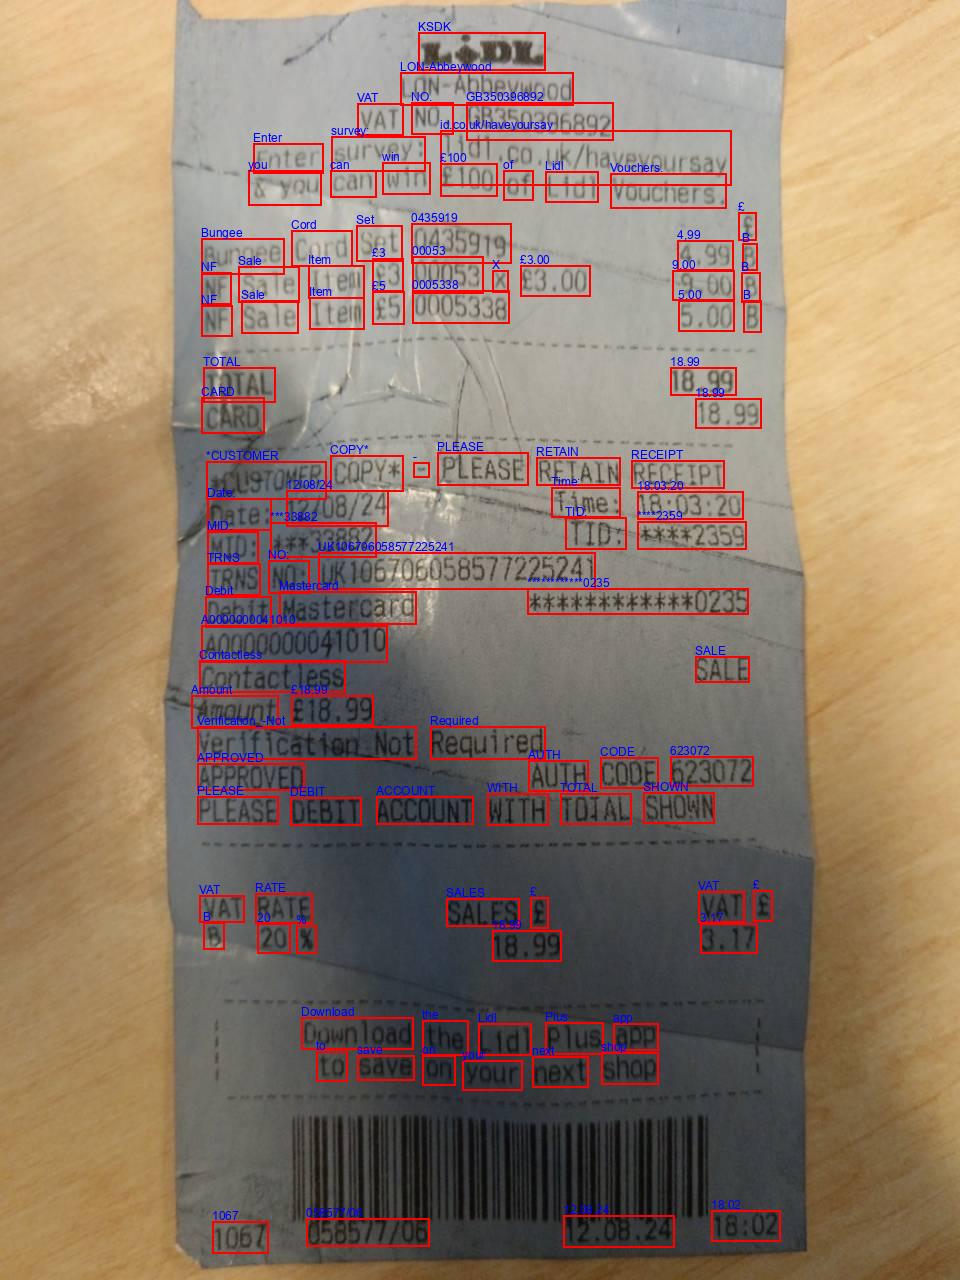 LIDL
LON-Abbeywood
VAT NO. GB350396892
Enter survey: lidl.co.uk/haveyoursay
& you can win £100 of Lidl Vouchers.
£
Bungee Cord Set 0435919 4.99 B
NF Sale Item £3 00053 X £3.00 9.00 B
NF Sale Item £5 0005338 5.00 B
TOTAL 18.99
CARD 18.99
*CUSTOMER COPY* - PLEASE RETAIN RECEIPT
Date: 12/08/24 Time: 18:03:20
MID: ***33882 TID: ****2359
TRNS NO: UK106706058577225241
Debit Mastercard ************0235
A0000000041010
Contactless SALE
Amount £18.99
Verification Not Required
APPROVED AUTH CODE 623072
PLEASE DEBIT ACCOUNT WITH TOTAL SHOWN
VAT RATE SALES £ VAT £
B 20 % 18.99 3.17
Download the Lidl Plus app
to save on your next shop
1067 058577/06 12.08.24 18:02